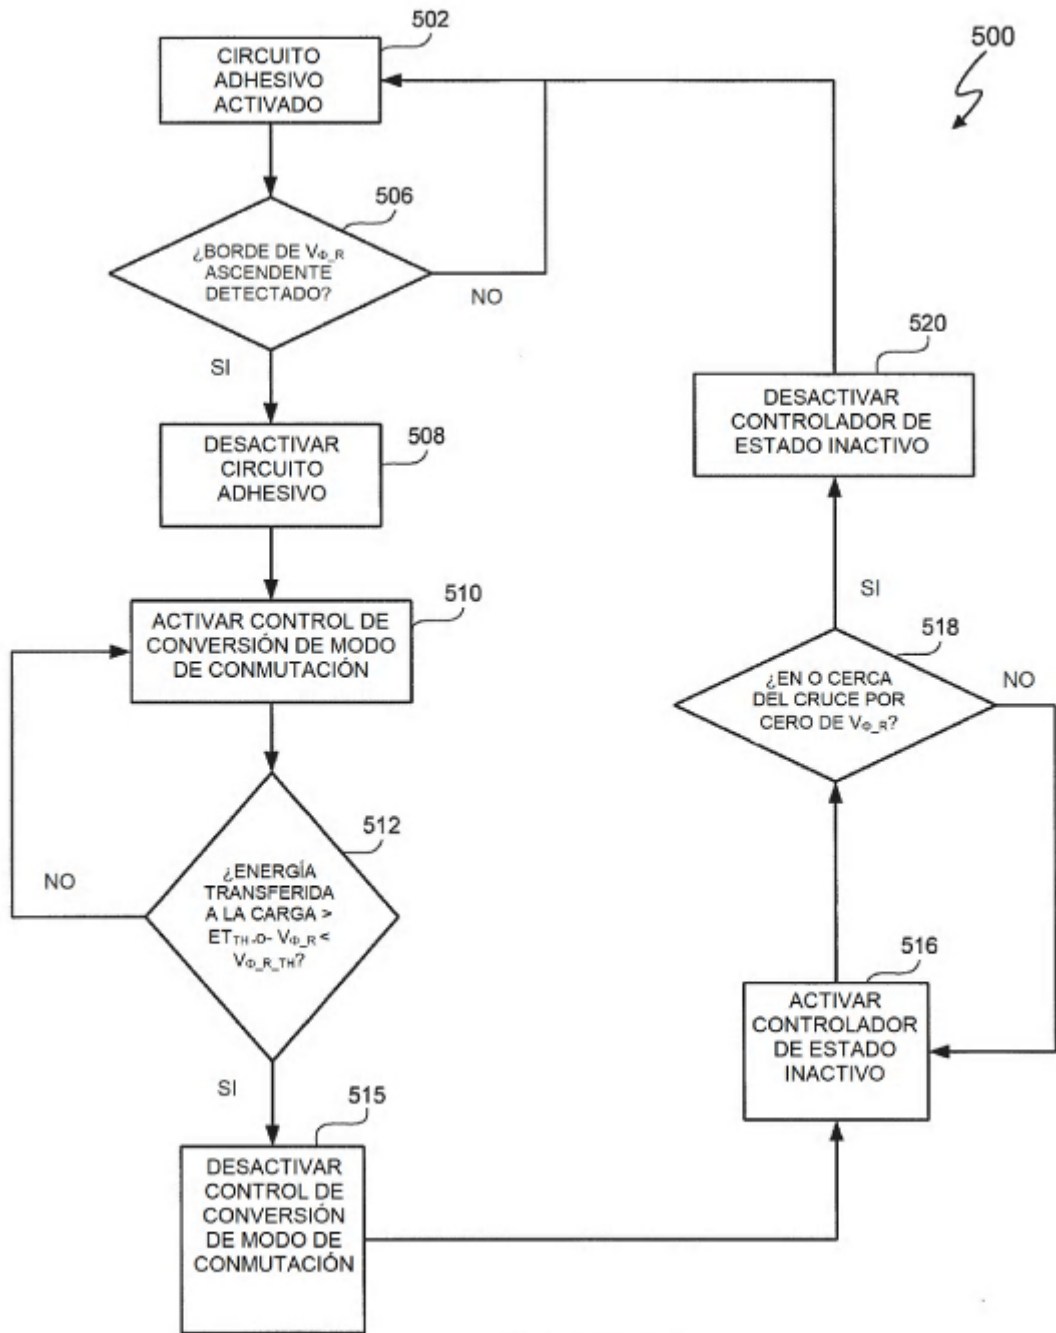 502
500
CIRCUITO
ADHESIVO
ACTIVADO
506
¿BORDE DE VΦ_R
ASCENDENTE
DETECTADO?
NO
SI
508
DESACTIVAR
CIRCUITO
ADHESIVO
510
ACTIVAR CONTROL DE
CONVERSIÓN DE MODO
DE CONMUTACIÓN
512
¿ENERGÍA
TRANSFERIDA
A LA CARGA >
ETTH -O- VΦ_R <
VΦ_R_TH?
NO
SI
515
DESACTIVAR
CONTROL DE
CONVERSIÓN
DE MODO DE
CONMUTACIÓN
516
ACTIVAR
CONTROLADOR
DE ESTADO
INACTIVO
518
¿EN O CERCA
DEL CRUCE POR
CERO DE VΦ_R?
NO
SI
520
DESACTIVAR
CONTROLADOR DE
ESTADO INACTIVO